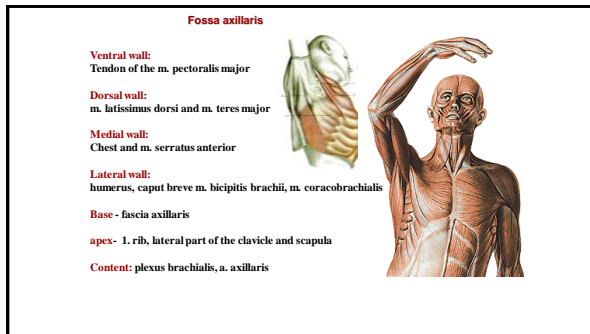 Fossa axillaris
Ventral wall:
Tendon of the m. pectoralis major
Dorsal wall:
m. latissimus dorsi and m. teres major
Medial wall:
Chest and m. serratus anterior
Lateral wall:
humerus, caput breve m. bicipitis brachii, m. coracobrachialis
Base - fascia axillaris
apex- 1. rib, lateral part of the clavicle and scapula
Content: plexus brachialis, a. axillaris